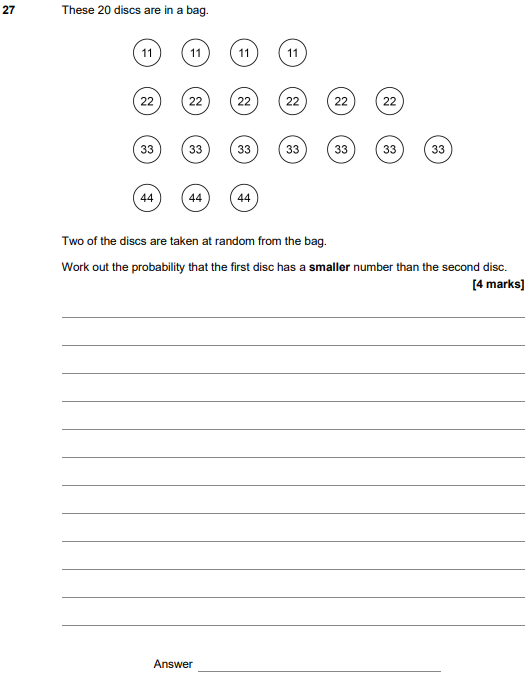 27 These 20 discs are in a bag.
11 11 11 11
22 22 22 22 22 22
33 33 33 33 33 33 33
44 44 44
Two of the discs are taken at random from the bag.
Work out the probability that the first disc has a smaller number than the second disc.
[4 marks]
Answer